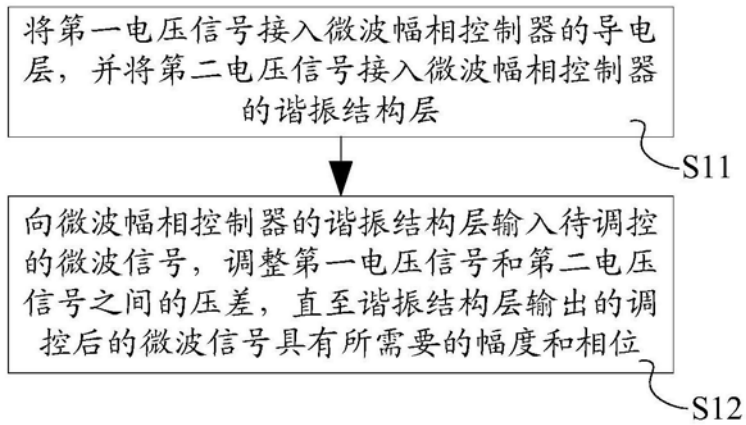 将第一电压信号接入微波幅相控制器的导电
层，并将第二电压信号接入微波幅相控制器
的谐振结构层
S11
向微波幅相控制器的谐振结构层输入待调控
的微波信号，调整第一电压信号和第二电压
信号之间的压差，直至谐振结构层输出的调
控后的微波信号具有所需要的幅度和相位
S12